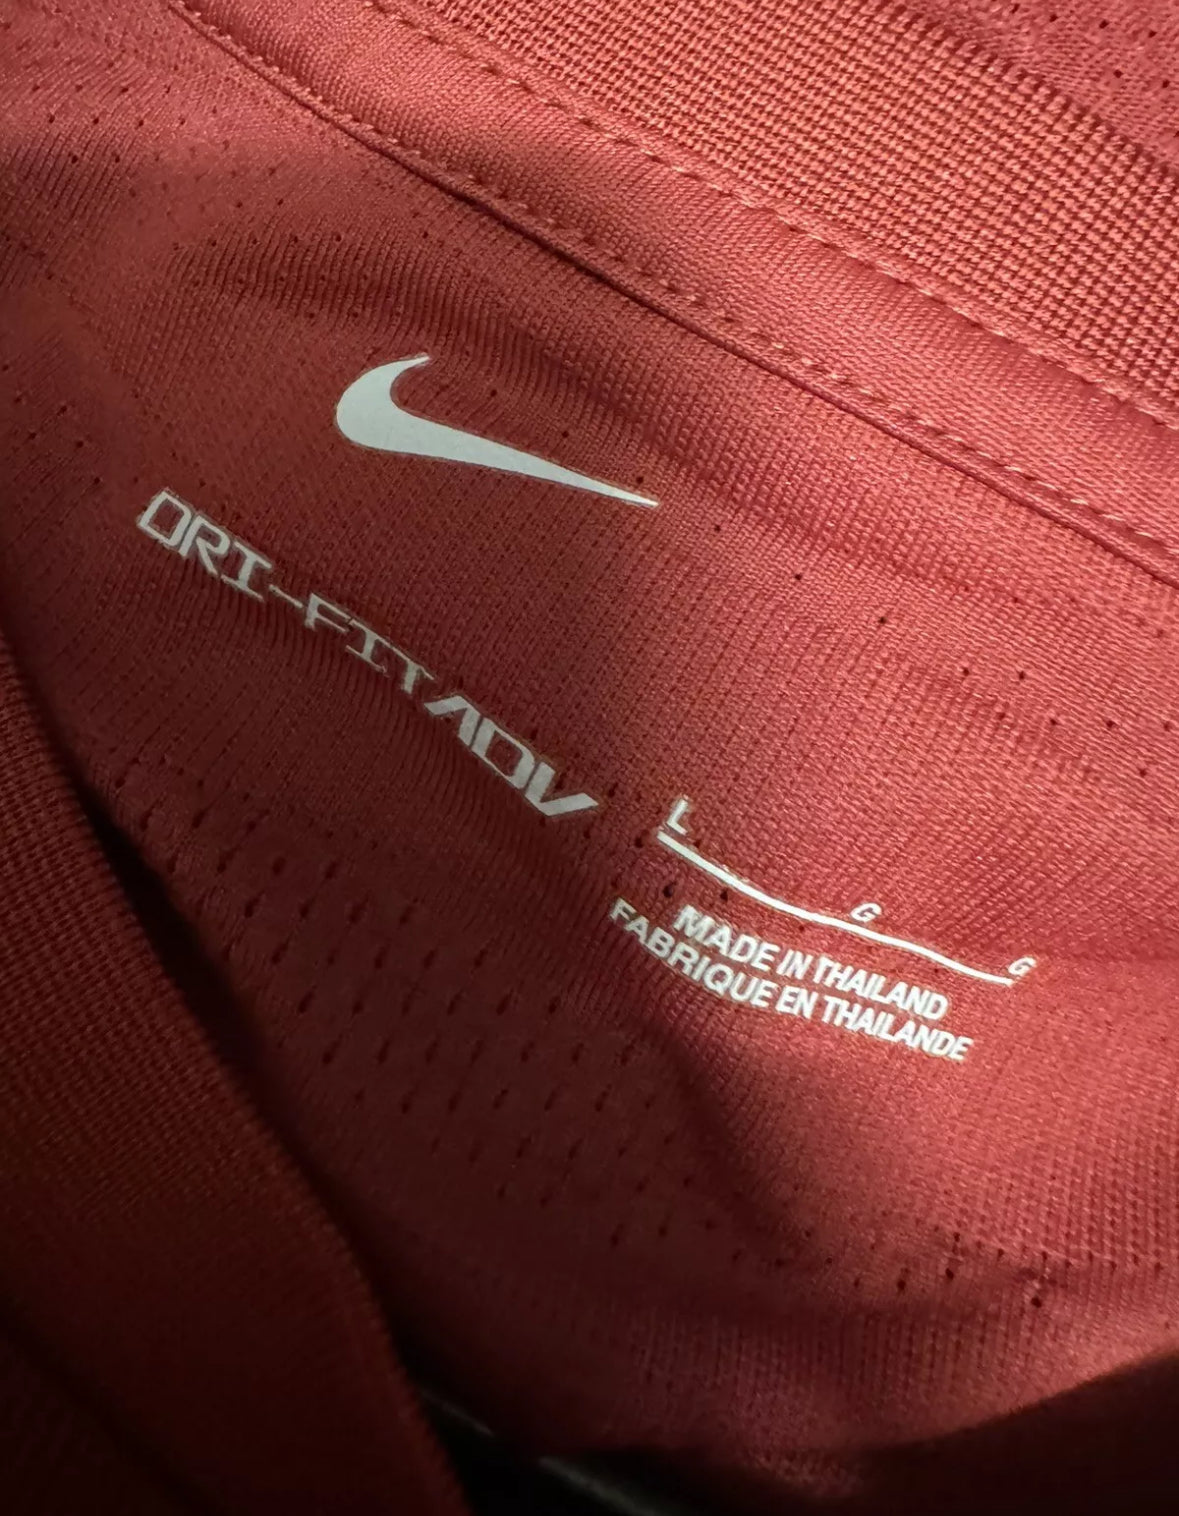 DRI-FIT ADV
L
G
G
MADE IN THAILAND
FABRIQUE EN THAILANDE